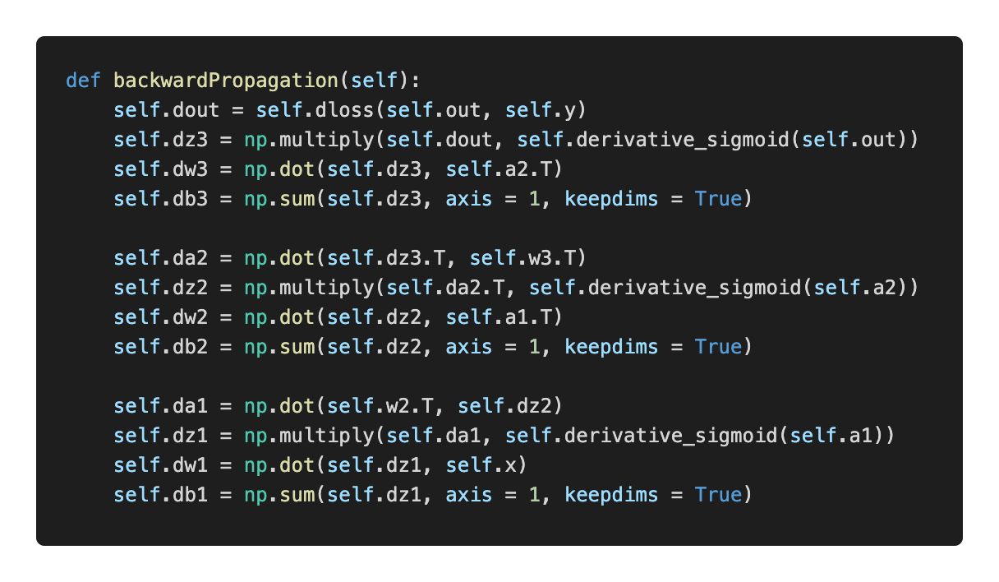 def backwardPropagation(self):
    self.dout = self.dloss(self.out, self.y)
    self.dz3 = np.multiply(self.dout, self.derivative_sigmoid(self.out))
    self.dw3 = np.dot(self.dz3, self.a2.T)
    self.db3 = np.sum(self.dz3, axis = 1, keepdims = True)

    self.da2 = np.dot(self.dz3.T, self.w3.T)
    self.dz2 = np.multiply(self.da2.T, self.derivative_sigmoid(self.a2))
    self.dw2 = np.dot(self.dz2, self.a1.T)
    self.db2 = np.sum(self.dz2, axis = 1, keepdims = True)

    self.da1 = np.dot(self.w2.T, self.dz2)
    self.dz1 = np.multiply(self.da1, self.derivative_sigmoid(self.a1))
    self.dw1 = np.dot(self.dz1, self.x)
    self.db1 = np.sum(self.dz1, axis = 1, keepdims = True)